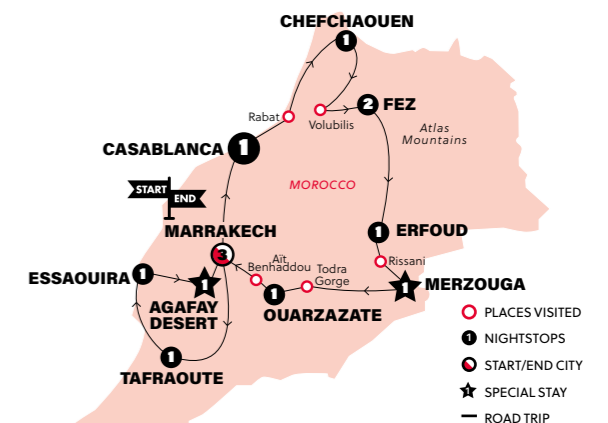 CHEFCHAOUEN
1
Rabat
Volubilis
2
FEZ
Atlas
Mountains
CASABLANCA
1
MOROCCO
START
END
MARRAKECH
3
1
ERFOUD
Aït
Benhaddou
Todra
Gorge
Rissani
ESSAOUIRA
1
1
AGAFAY
DESERT
1
OUARZAZATE
1
MERZOUGA
1
TAFRAOUTE
PLACES VISITED
1 NIGHTSTOPS
START/END CITY
1 SPECIAL STAY
ROAD TRIP